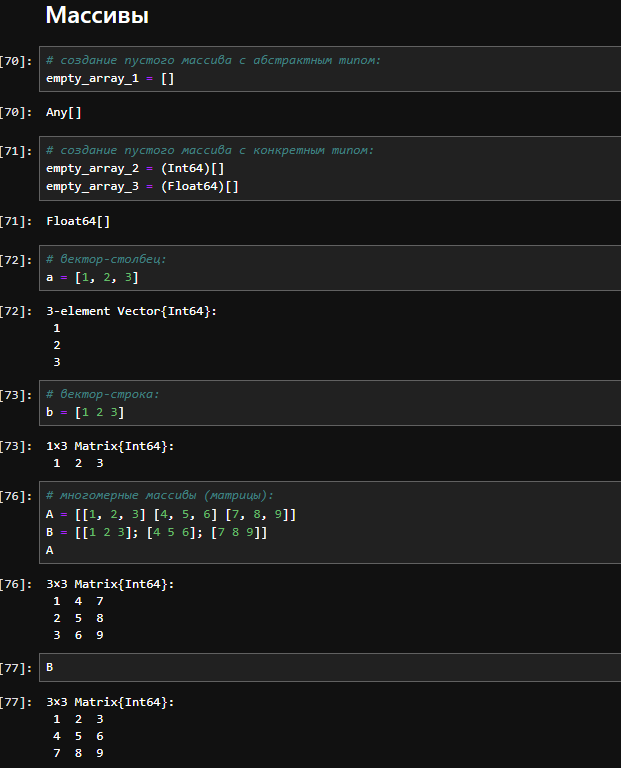 Массивы
[70]: # создание пустого массива с абстрактным типом:
empty_array_1 = []
[70]: Any[]
[71]: # создание пустого массива с конкретным типом:
empty_array_2 = (Int64)[]
empty_array_3 = (Float64)[]
[71]: Float64[]
[72]: # вектор-столбец:
a = [1, 2, 3]
[72]: 3-element Vector{Int64}:
1
2
3
[73]: # вектор-строка:
b = [1 2 3]
[73]: 1×3 Matrix{Int64}:
1 2 3
[76]: # многомерные массивы (матрицы):
A = [[1, 2, 3] [4, 5, 6] [7, 8, 9]]
B = [[1 2 3]; [4 5 6]; [7 8 9]]
A
[76]: 3×3 Matrix{Int64}:
1 4 7
2 5 8
3 6 9
[77]: B
[77]: 3×3 Matrix{Int64}:
1 2 3
4 5 6
7 8 9